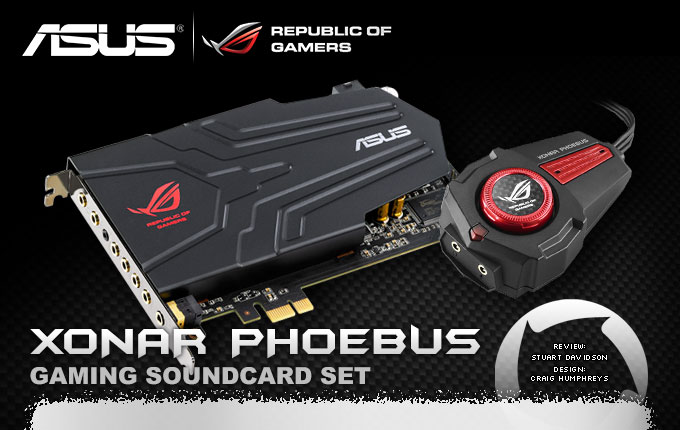 ASUS®
REPUBLIC OF
GAMERS
ASUS
REPUBLIC OF
GAMERS
XONAR PHOEBUS
XONAR PHOEBUS
GAMING SOUNDCARD SET
REVIEW:
STUART DAVIDSON
DESIGN:
CRAIG HUMPHREYS